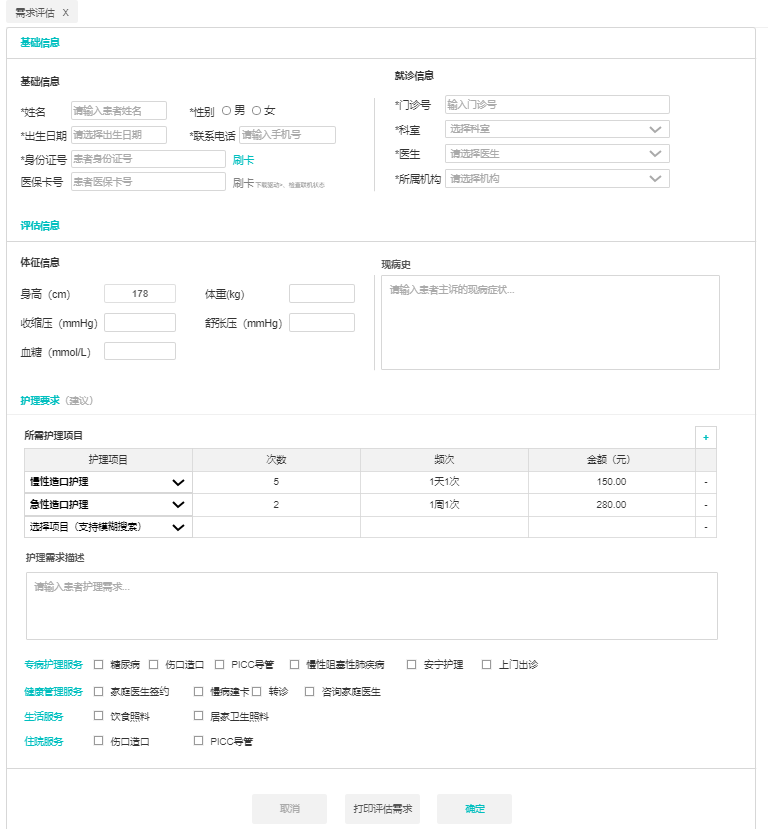 需求评估 X
基础信息
基础信息
*姓名 请输入患者姓名 *性别 男 女
*出生日期 请选择出生日期 *联系电话 请输入手机号
*身份证号 患者身份证号 刷卡
医保卡号 患者医保卡号 刷卡 下载驱动>、检查联机状态
就诊信息
*门诊号 输入门诊号
*科室 选择科室
*医生 请选择医生
*所属机构 请选择机构
评估信息
体征信息
身高（cm） 178 体重(kg)
收缩压（mmHg） 舒张压（mmHg）
血糖（mmol/L）
现病史
请输入患者主诉的现病症状...
护理要求（建议）
所需护理项目 +
护理项目 次数 频次 金额（元）
慢性造口护理 5 1天1次 150.00 -
急性造口护理 2 1周1次 280.00 -
选择项目（支持模糊搜索） -
护理需求描述
请输入患者护理需求...
专病护理服务 糖尿病 伤口造口 PICC导管 慢性阻塞性肺疾病 安宁护理 上门出诊
健康管理服务 家庭医生签约 慢病建卡 转诊 咨询家庭医生
生活服务 饮食照料 居家卫生照料
住院服务 伤口造口 PICC导管
取消 打印评估需求 确定